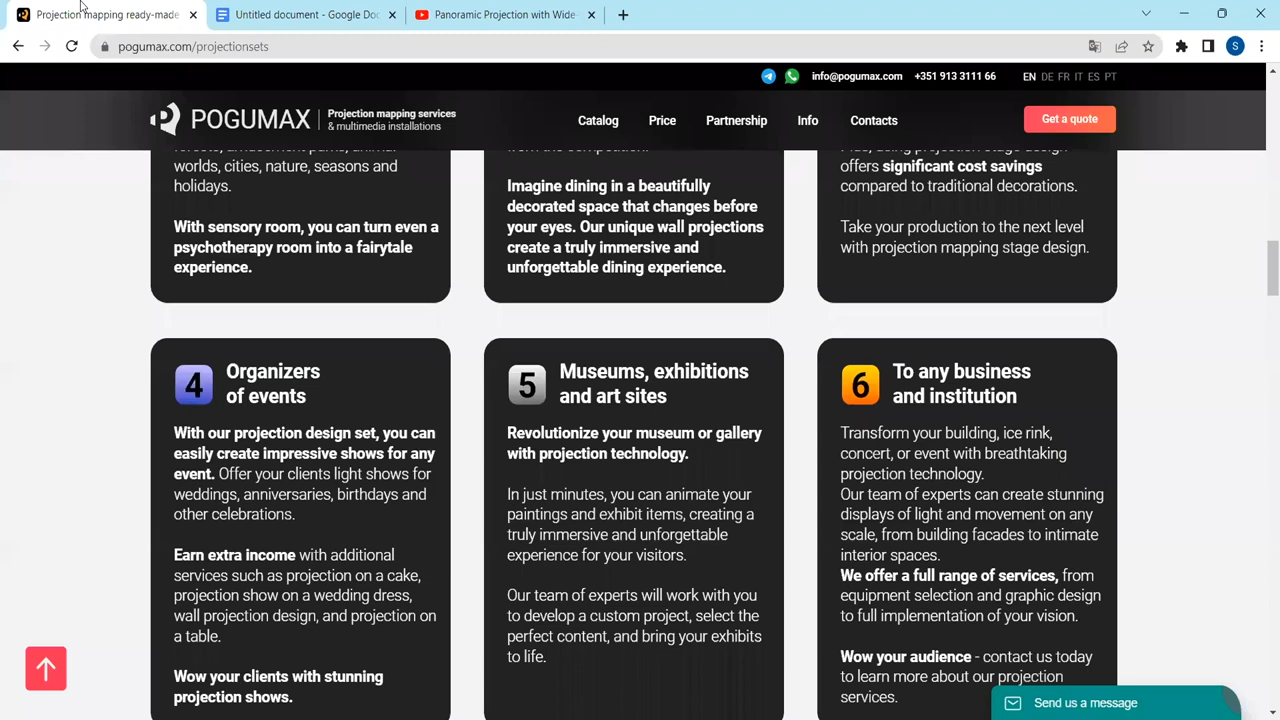 Projection mapping ready-made
Untitled document - Google Doc
Panoramic Projection with Wide-
pogumax.com/projectionsets
S
info@pogumax.com
+351 913 3111 66
EN DE FR IT ES PT
POGUMAX
Projection mapping services
& multimedia installations
Catalog
Price
Partnership
Info
Contacts
Get a quote
worlds, cities, nature, seasons and
holidays.
With sensory room, you can turn even a
psychotherapy room into a fairytale
experience.
Imagine dining in a beautifully
decorated space that changes before
your eyes. Our unique wall projections
create a truly immersive and
unforgettable dining experience.
offers significant cost savings
compared to traditional decorations.
Take your production to the next level
with projection mapping stage design.
4
Organizers
of events
With our projection design set, you can
easily create impressive shows for any
event. Offer your clients light shows for
weddings, anniversaries, birthdays and
other celebrations.
Earn extra income with additional
services such as projection on a cake,
projection show on a wedding dress,
wall projection design, and projection on
a table.
Wow your clients with stunning
projection shows.
5
Museums, exhibitions
and art sites
Revolutionize your museum or gallery
with projection technology.
In just minutes, you can animate your
paintings and exhibit items, creating a
truly immersive and unforgettable
experience for your visitors.
Our team of experts will work with you
to develop a custom project, select the
perfect content, and bring your exhibits
to life.
6
To any business
and institution
Transform your building, ice rink,
concert, or event with breathtaking
projection technology.
Our team of experts can create stunning
displays of light and movement on any
scale, from building facades to intimate
interior spaces.
We offer a full range of services, from
equipment selection and graphic design
to full implementation of your vision.
Wow your audience - contact us today
to learn more about our projection
services.
Send us a message